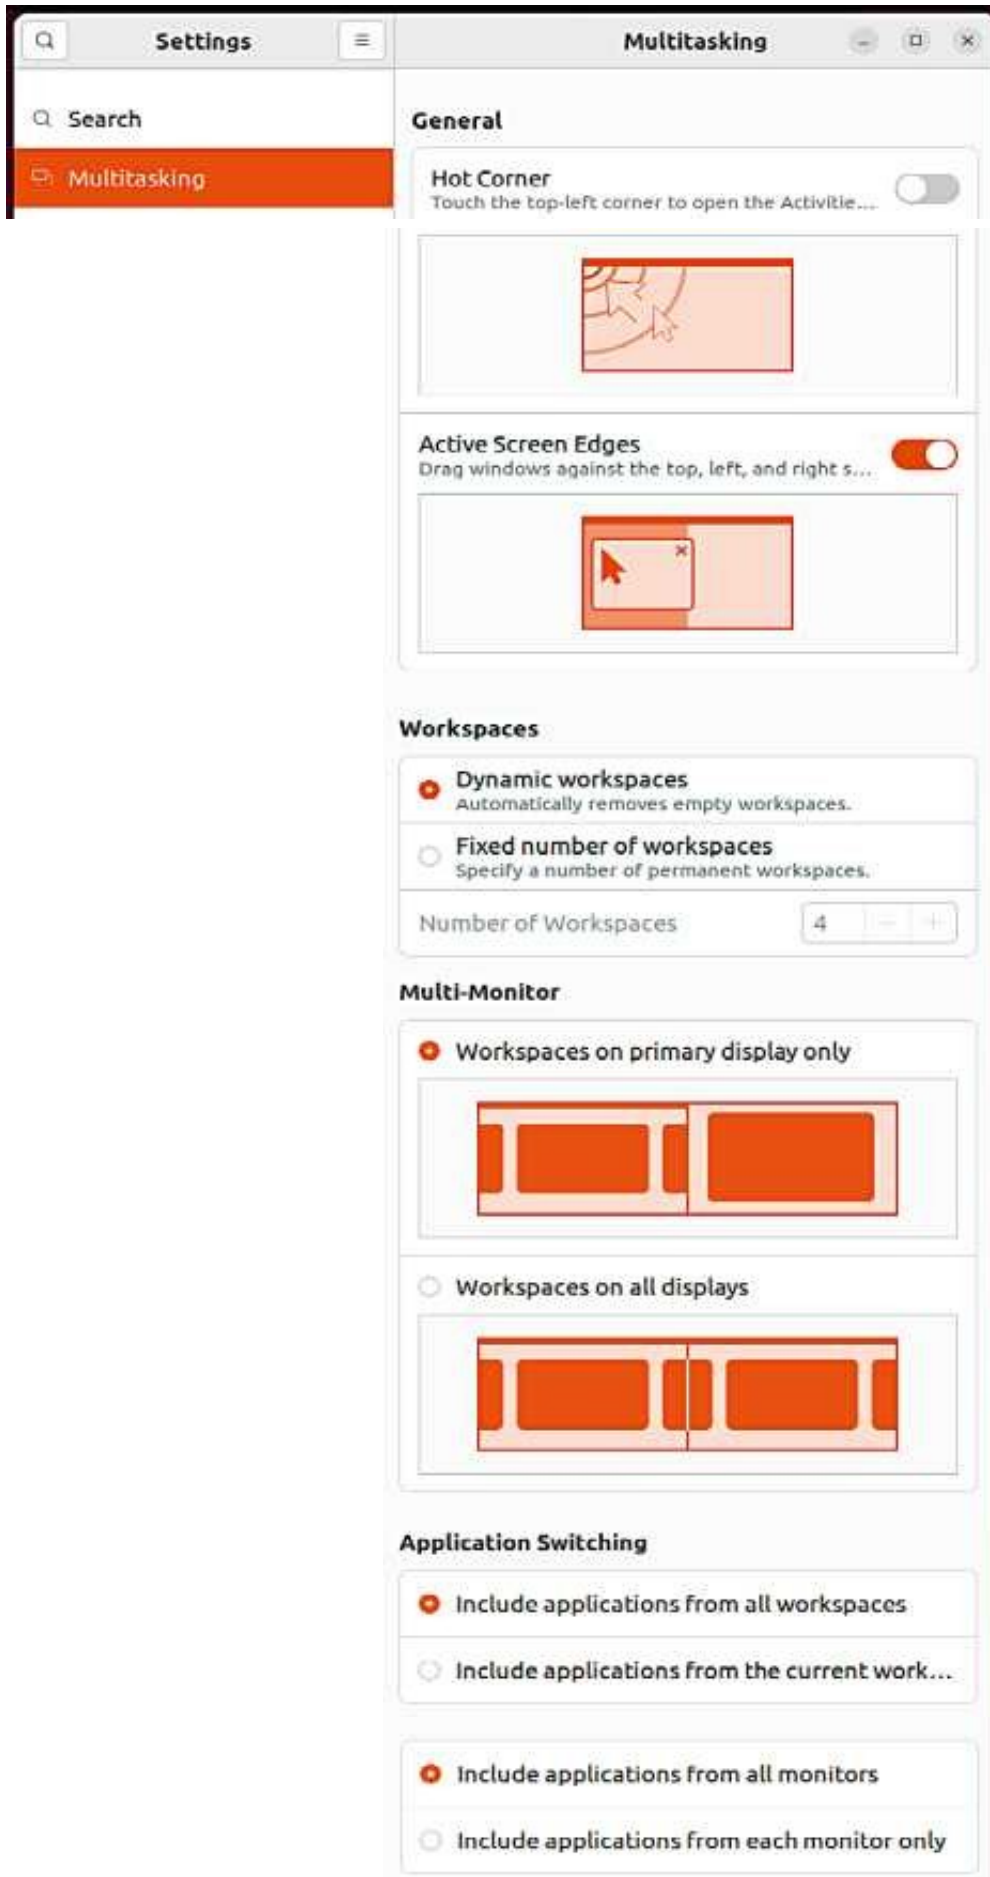 Settings
Multitasking
Search
Multitasking
General
Hot Corner
Touch the top-left corner to open the Activitie...
Active Screen Edges
Drag windows against the top, left, and right s...
Workspaces
Dynamic workspaces
Automatically removes empty workspaces.
Fixed number of workspaces
Specify a number of permanent workspaces.
Number of Workspaces 4
Multi-Monitor
Workspaces on primary display only
Workspaces on all displays
Application Switching
Include applications from all workspaces
Include applications from the current work...
Include applications from all monitors
Include applications from each monitor only